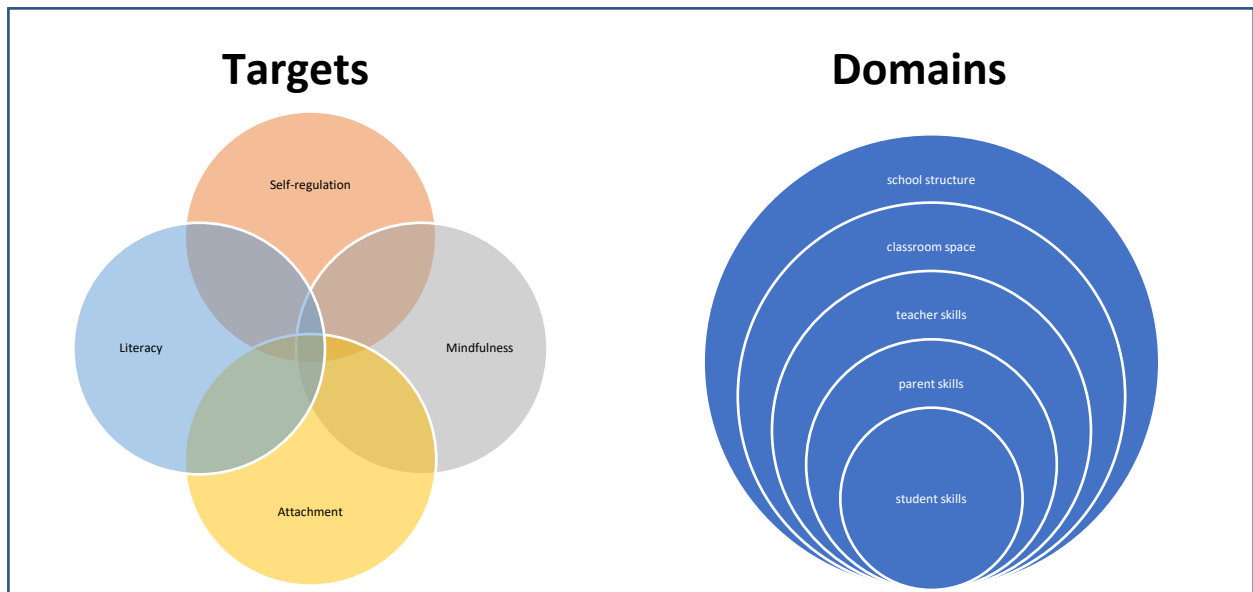 Targets
Self-regulation
Literacy
Mindfulness
Attachment
Domains
school structure
classroom space
teacher skills
parent skills
student skills